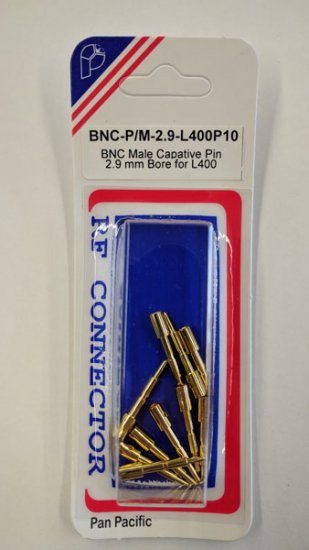 BNC-P/M-2.9-L400P10
BNC Male Capative Pin
2.9 mm Bore for L400
RF CONNECTOR
Pan Pacific